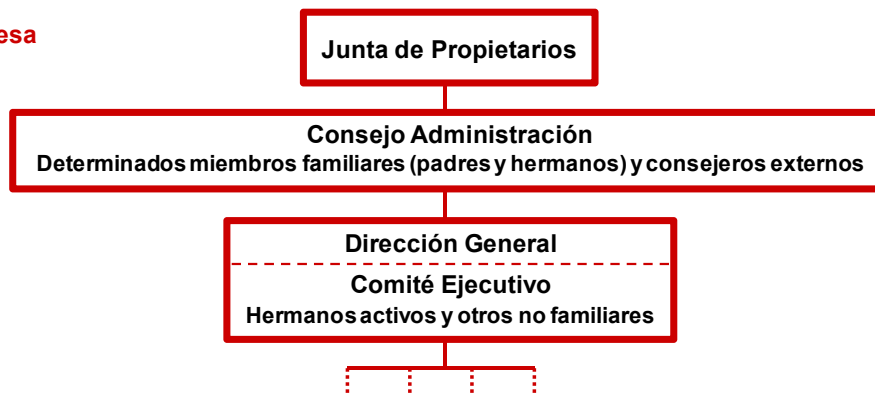 esa
Junta de Propietarios
Consejo Administración
Determinados miembros familiares (padres y hermanos) y consejeros externos
Dirección General
Comité Ejecutivo
Hermanos activos y otros no familiares